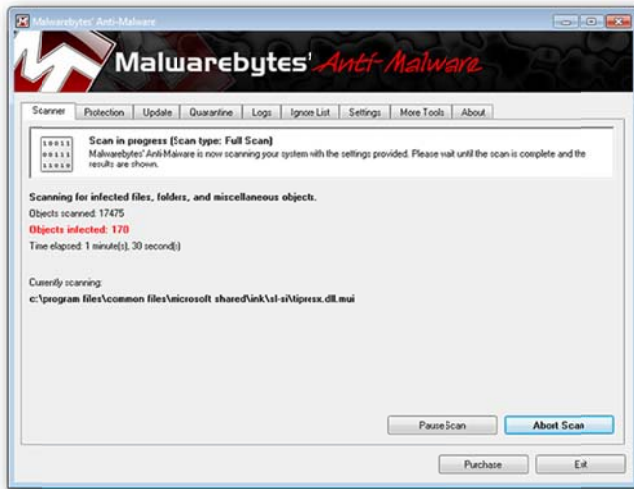 Malwarebytes' Anti-Malware
Malwarebytes' Anti-Malware
Scanner Protection Update Quarantine Logs Ignore List Settings More Tools About
10011
00111
11010
Scan in progress (Scan type: Full Scan)
Malwarebytes' Anti-Malware is now scanning your system with the settings provided. Please wait until the scan is complete and the
results are shown.
Scanning for infected files, folders, and miscellaneous objects.
Objects scanned: 17475
Objects infected: 170
Time elapsed: 1 minute(s), 30 second(s)
Currently scanning:
c:\program files\common files\microsoft shared\ink\sl-si\tipresx.dll.mui
Pause Scan Abort Scan
Purchase Exit